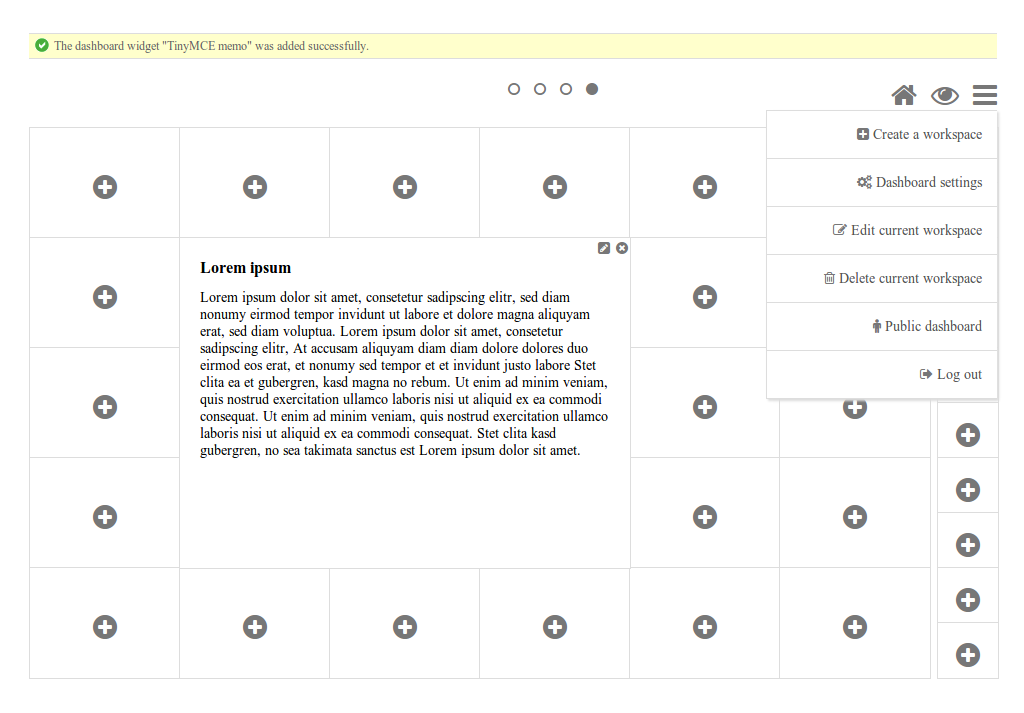 The dashboard widget "TinyMCE memo" was added successfully.
Create a workspace
Dashboard settings
Edit current workspace
Delete current workspace
Public dashboard
Log out
Lorem ipsum
Lorem ipsum dolor sit amet, consetetur sadipscing elitr, sed diam
nonumy eirmod tempor invidunt ut labore et dolore magna aliquyam
erat, sed diam voluptua. Lorem ipsum dolor sit amet, consetetur
sadipscing elitr, At accusam aliquyam diam diam dolore dolores duo
eirmod eos erat, et nonumy sed tempor et et invidunt justo labore Stet
clita ea et gubergren, kasd magna no rebum. Ut enim ad minim veniam,
quis nostrud exercitation ullamco laboris nisi ut aliquid ex ea commodi
consequat. Ut enim ad minim veniam, quis nostrud exercitation ullamco
laboris nisi ut aliquid ex ea commodi consequat. Stet clita kasd
gubergren, no sea takimata sanctus est Lorem ipsum dolor sit amet.